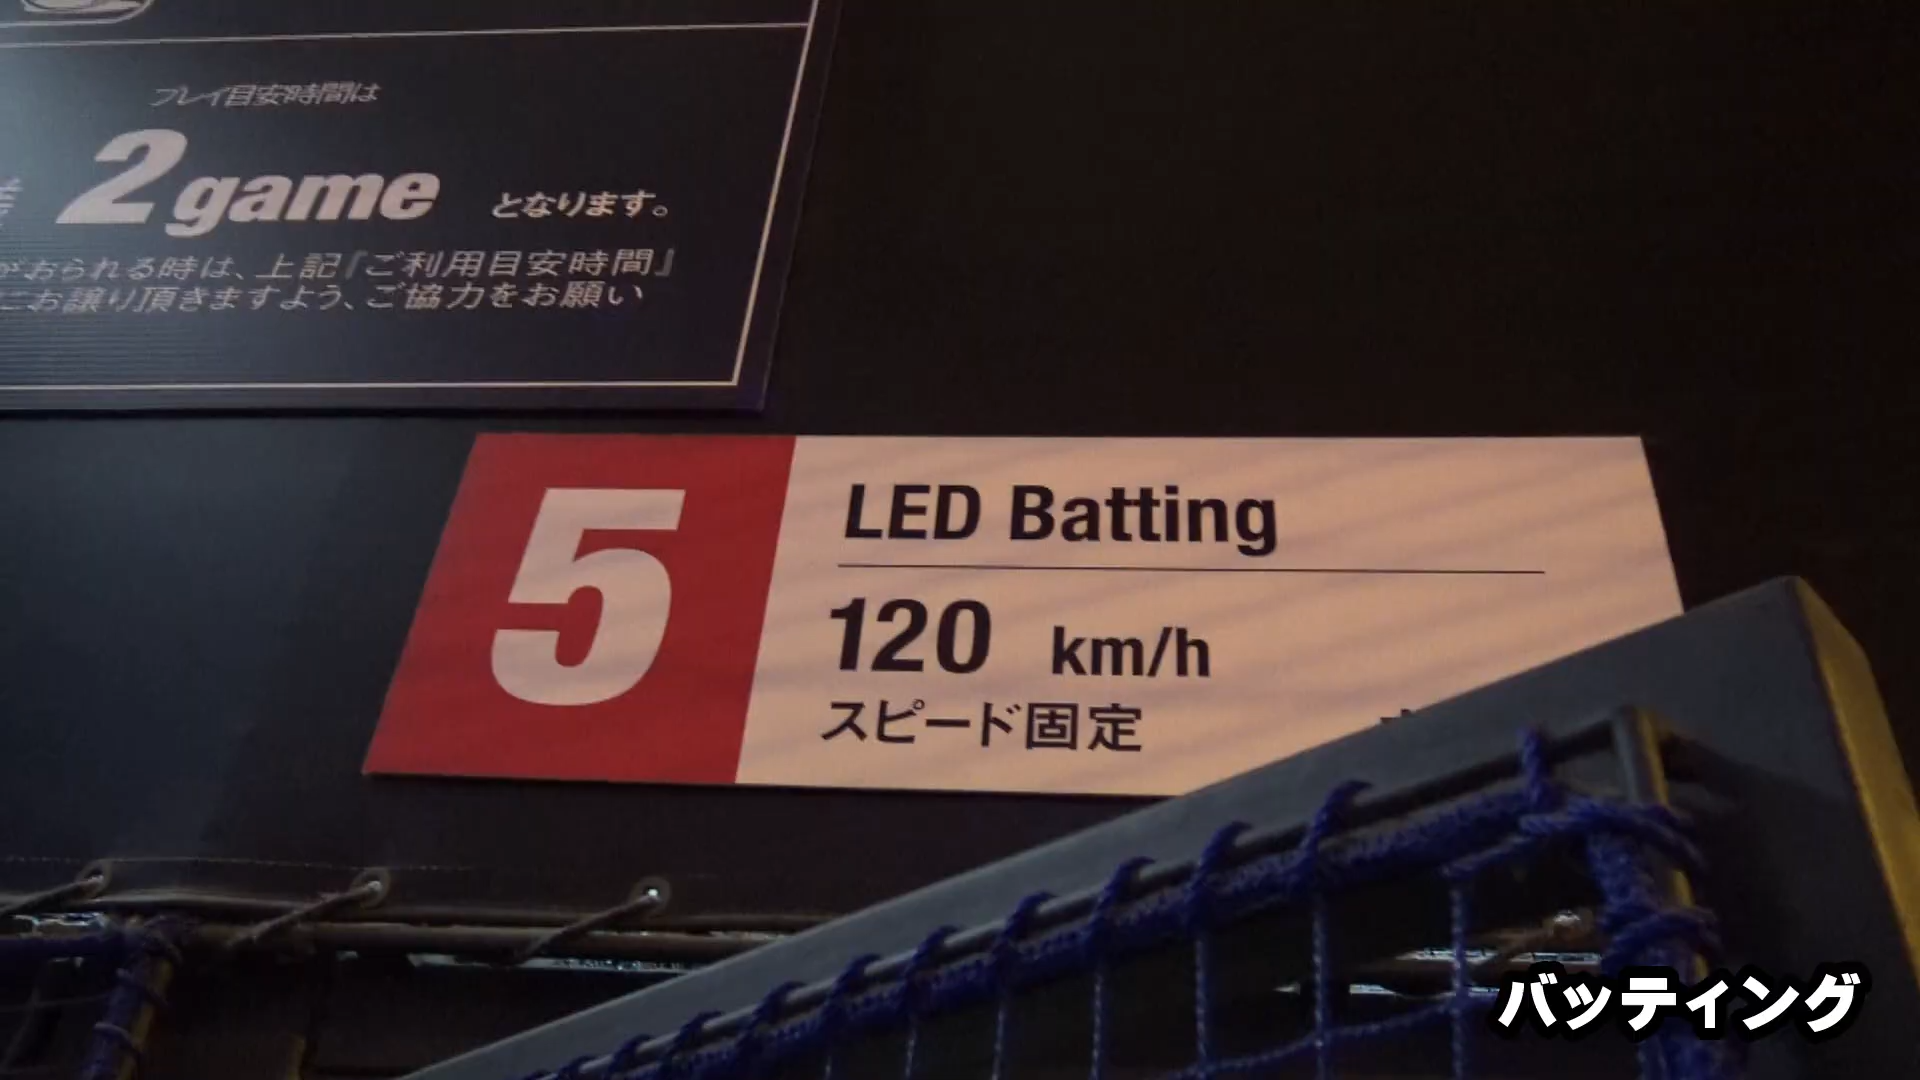 プレイ目安時間は
2 game となります。
がおられる時は、上記『ご利用目安時間』
にお譲り頂きますよう、ご協力をお願い
5
LED Batting
120 km/h
スピード固定
バッティング